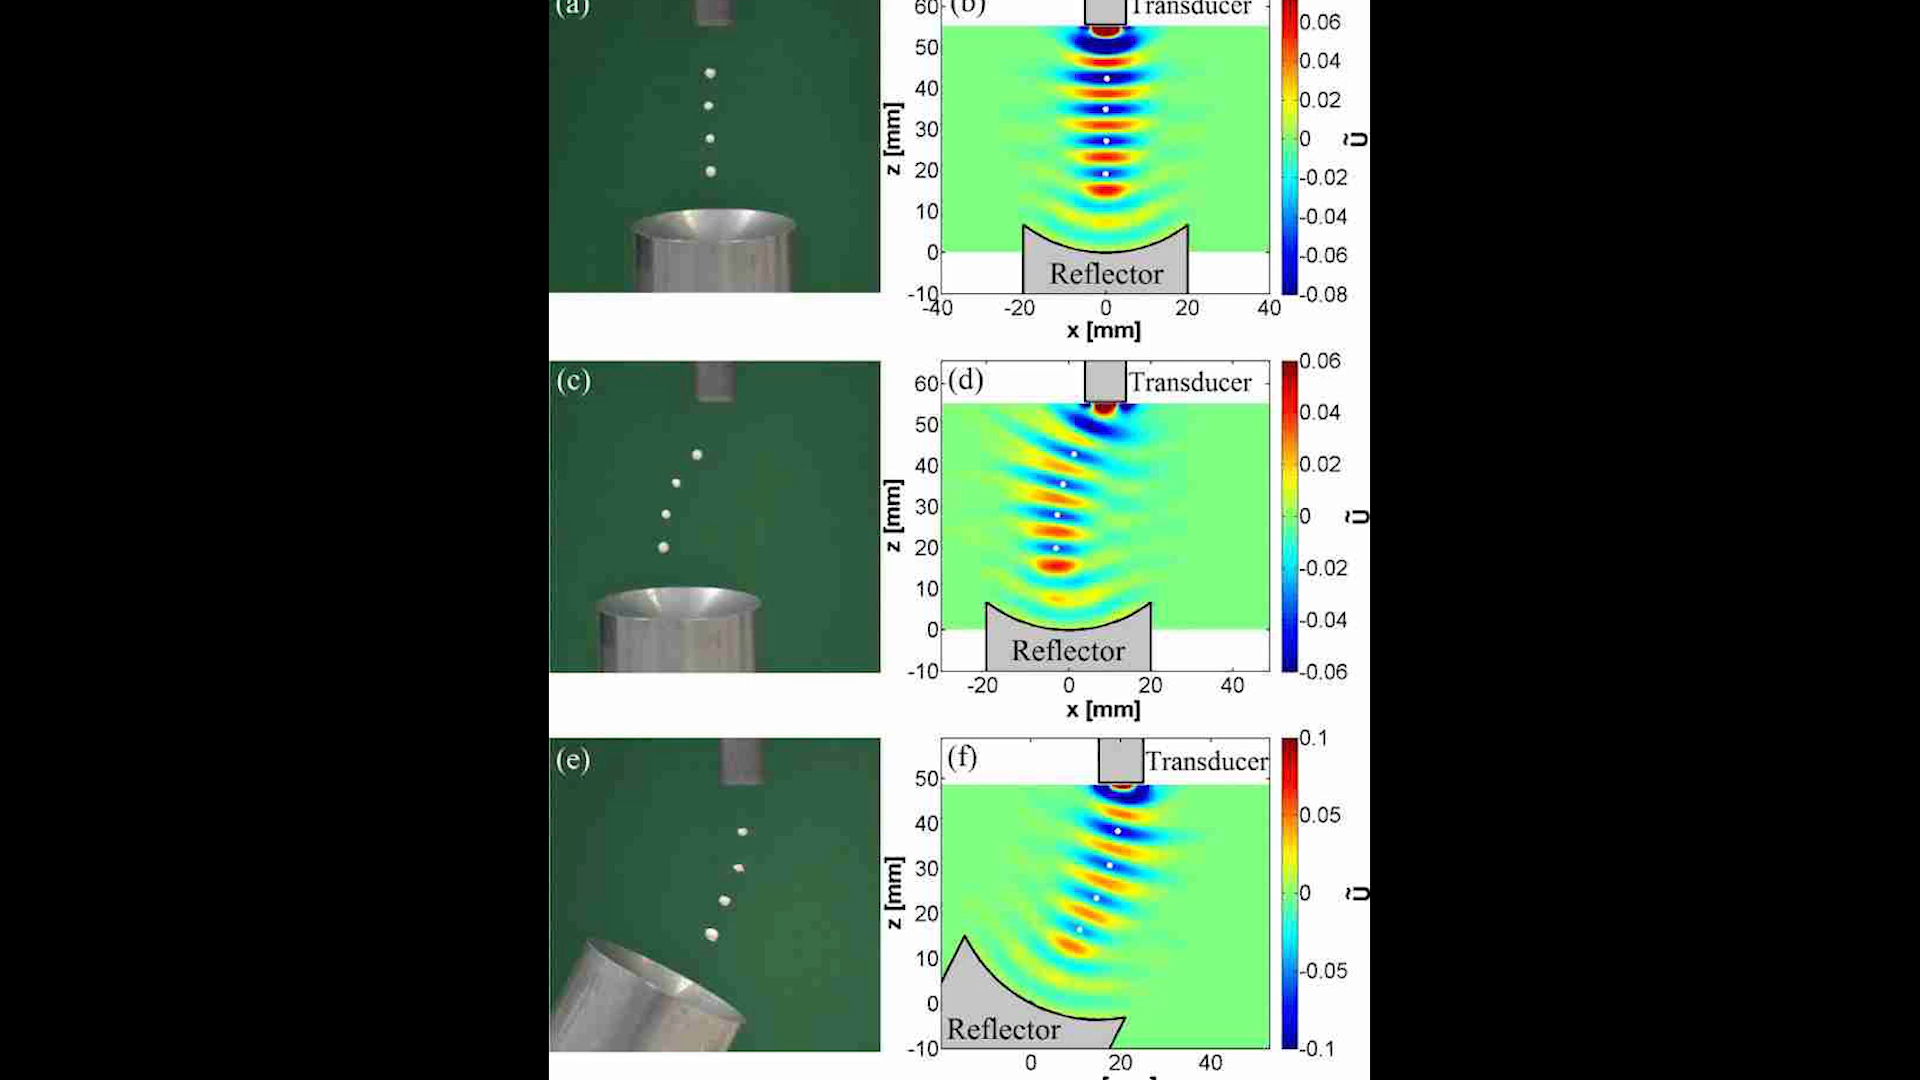 (a)
(b)
Transducer
60
50
40
30
20
10
0
-10
z [mm]
Reflector
-40 -20 0 20 40
x [mm]
0.06
0.04
0.02
0
-0.02
-0.04
-0.06
-0.08
Ũ
(c)
(d)
Transducer
60
50
40
30
20
10
0
-10
z [mm]
Reflector
-20 0 20 40
x [mm]
0.06
0.04
0.02
0
-0.02
-0.04
-0.06
Ũ
(e)
(f)
Transducer
50
40
30
20
10
0
-10
z [mm]
Reflector
0 20 40
0.1
0.05
0
-0.05
-0.1
Ũ